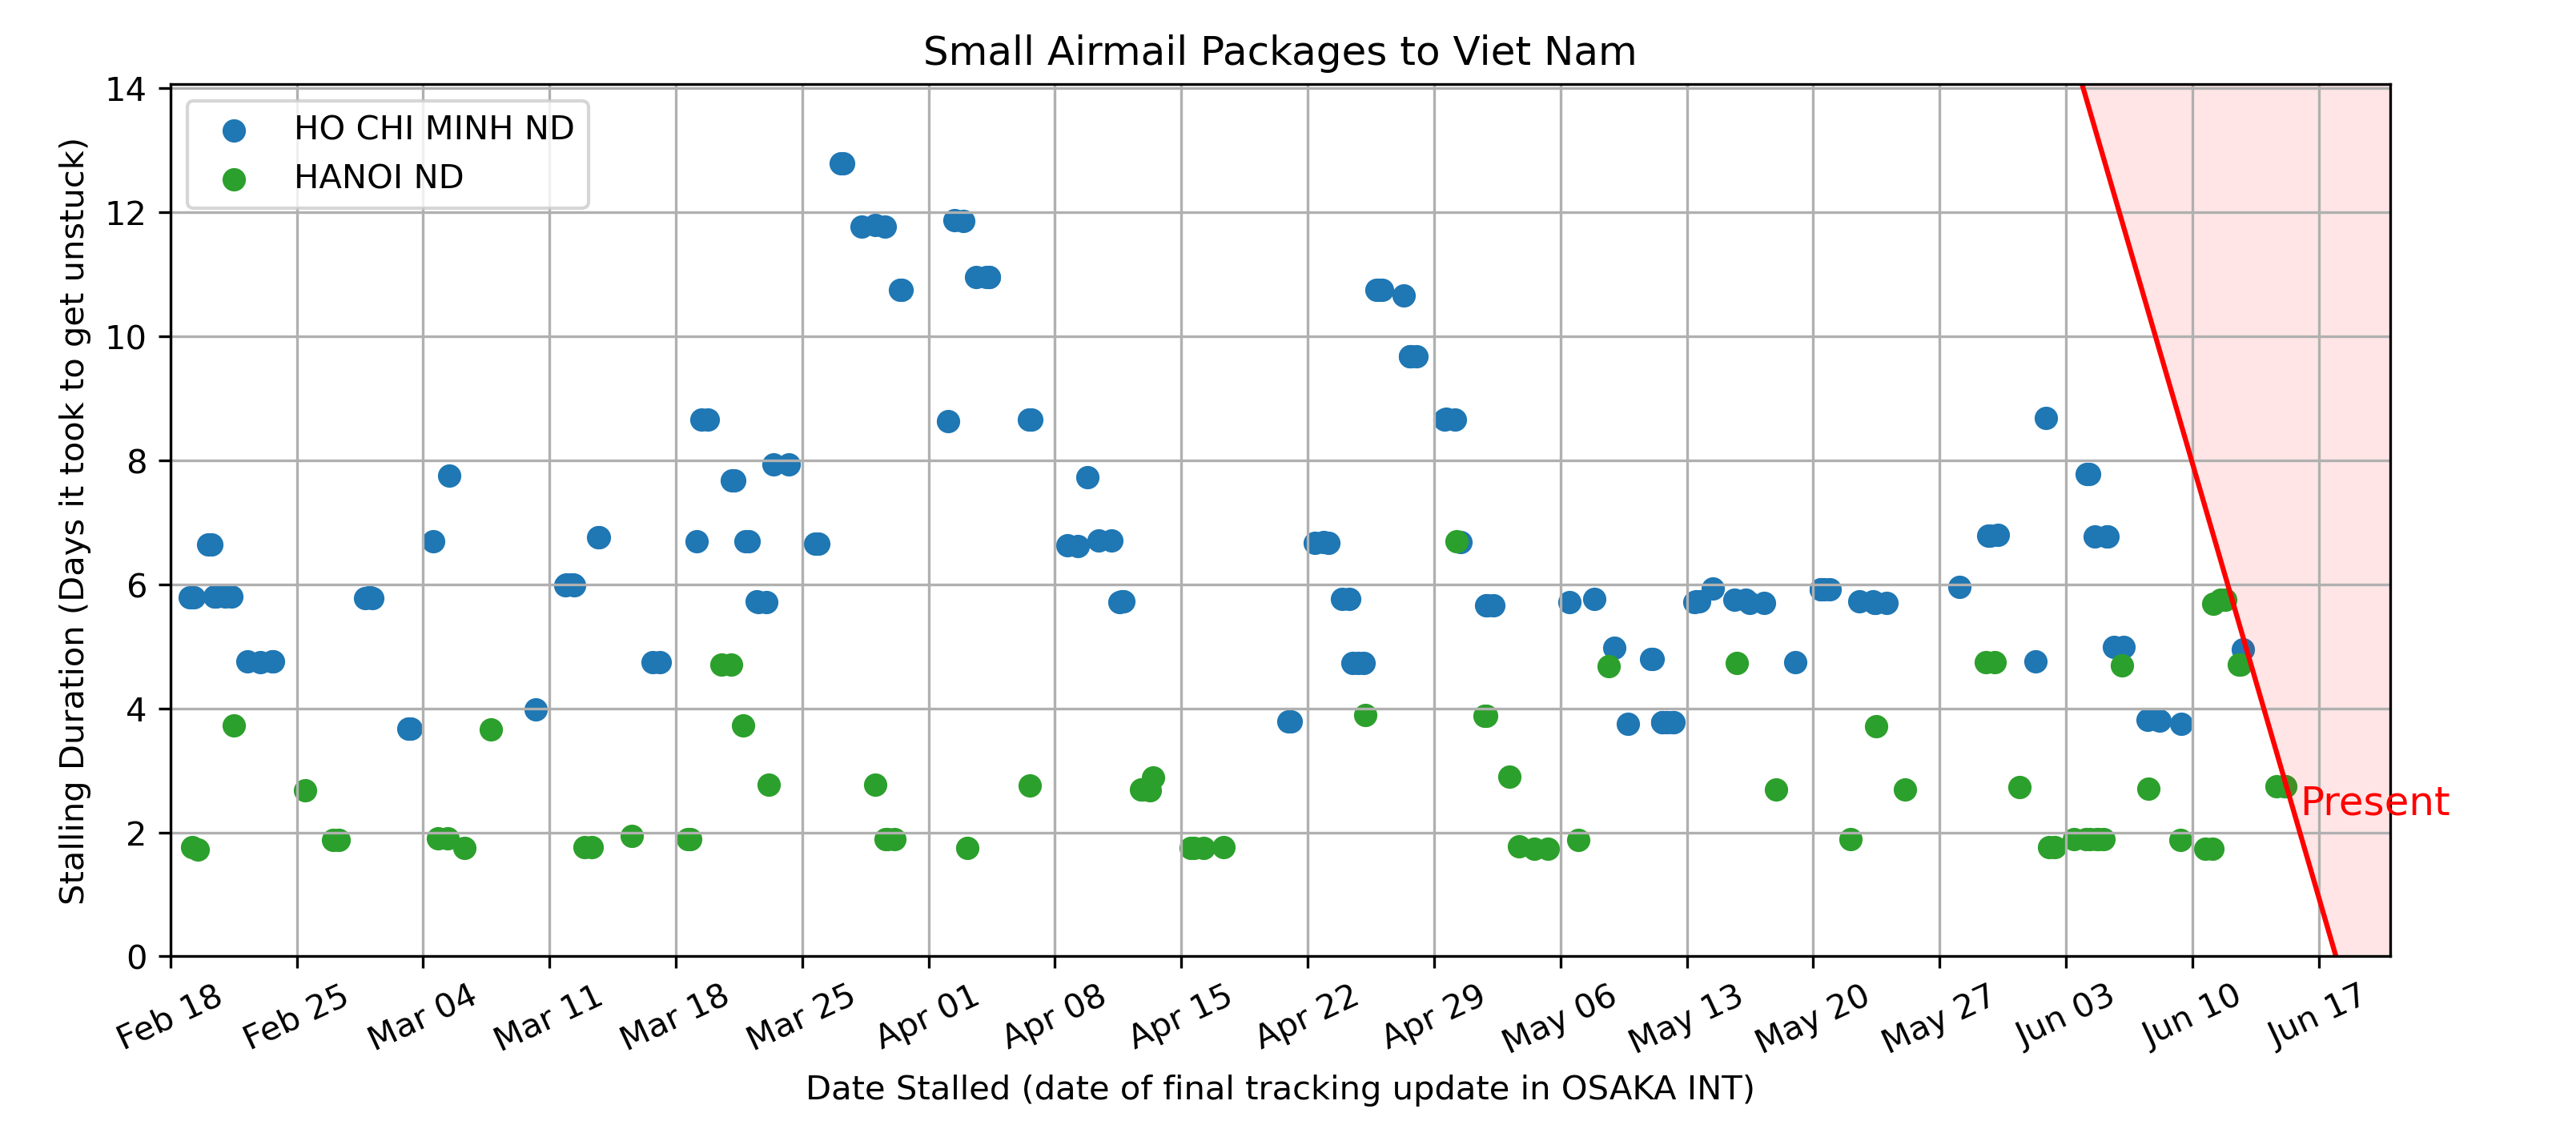 Small Airmail Packages to Viet Nam
HO CHI MINH ND
HANOI ND
Stalling Duration (Days it took to get unstuck)
14
12
10
8
6
4
2
0
Present
Feb 18
Feb 25
Mar 04
Mar 11
Mar 18
Mar 25
Apr 01
Apr 08
Apr 15
Apr 22
Apr 29
May 06
May 13
May 20
May 27
Jun 03
Jun 10
Jun 17
Date Stalled (date of final tracking update in OSAKA INT)